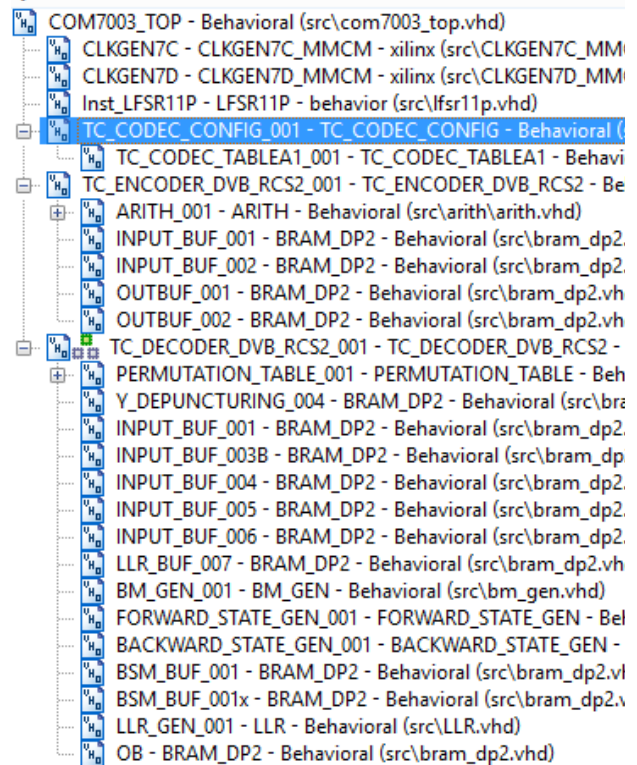 COM7003_TOP - Behavioral (src\com7003_top.vhd)
CLKGEN7C - CLKGEN7C_MMCM - xilinx (src\CLKGEN7C_MM
CLKGEN7D - CLKGEN7D_MMCM - xilinx (src\CLKGEN7D_MM
Inst_LFSR11P - LFSR11P - behavior (src\lfsr11p.vhd)
TC_CODEC_CONFIG_001 - TC_CODEC_CONFIG - Behavioral (
TC_CODEC_TABLEA1_001 - TC_CODEC_TABLEA1 - Behavi
TC_ENCODER_DVB_RCS2_001 - TC_ENCODER_DVB_RCS2 - Be
ARITH_001 - ARITH - Behavioral (src\arith\arith.vhd)
INPUT_BUF_001 - BRAM_DP2 - Behavioral (src\bram_dp2.
INPUT_BUF_002 - BRAM_DP2 - Behavioral (src\bram_dp2.
OUTBUF_001 - BRAM_DP2 - Behavioral (src\bram_dp2.vh
OUTBUF_002 - BRAM_DP2 - Behavioral (src\bram_dp2.vh
TC_DECODER_DVB_RCS2_001 - TC_DECODER_DVB_RCS2 -
PERMUTATION_TABLE_001 - PERMUTATION_TABLE - Beh
Y_DEPUNCTURING_004 - BRAM_DP2 - Behavioral (src\bra
INPUT_BUF_001 - BRAM_DP2 - Behavioral (src\bram_dp2.
INPUT_BUF_003B - BRAM_DP2 - Behavioral (src\bram_dp
INPUT_BUF_004 - BRAM_DP2 - Behavioral (src\bram_dp2.
INPUT_BUF_005 - BRAM_DP2 - Behavioral (src\bram_dp2.
INPUT_BUF_006 - BRAM_DP2 - Behavioral (src\bram_dp2.
LLR_BUF_007 - BRAM_DP2 - Behavioral (src\bram_dp2.vh
BM_GEN_001 - BM_GEN - Behavioral (src\bm_gen.vhd)
FORWARD_STATE_GEN_001 - FORWARD_STATE_GEN - Beh
BACKWARD_STATE_GEN_001 - BACKWARD_STATE_GEN -
BSM_BUF_001 - BRAM_DP2 - Behavioral (src\bram_dp2.vh
BSM_BUF_001x - BRAM_DP2 - Behavioral (src\bram_dp2.v
LLR_GEN_001 - LLR - Behavioral (src\LLR.vhd)
OB - BRAM_DP2 - Behavioral (src\bram_dp2.vhd)